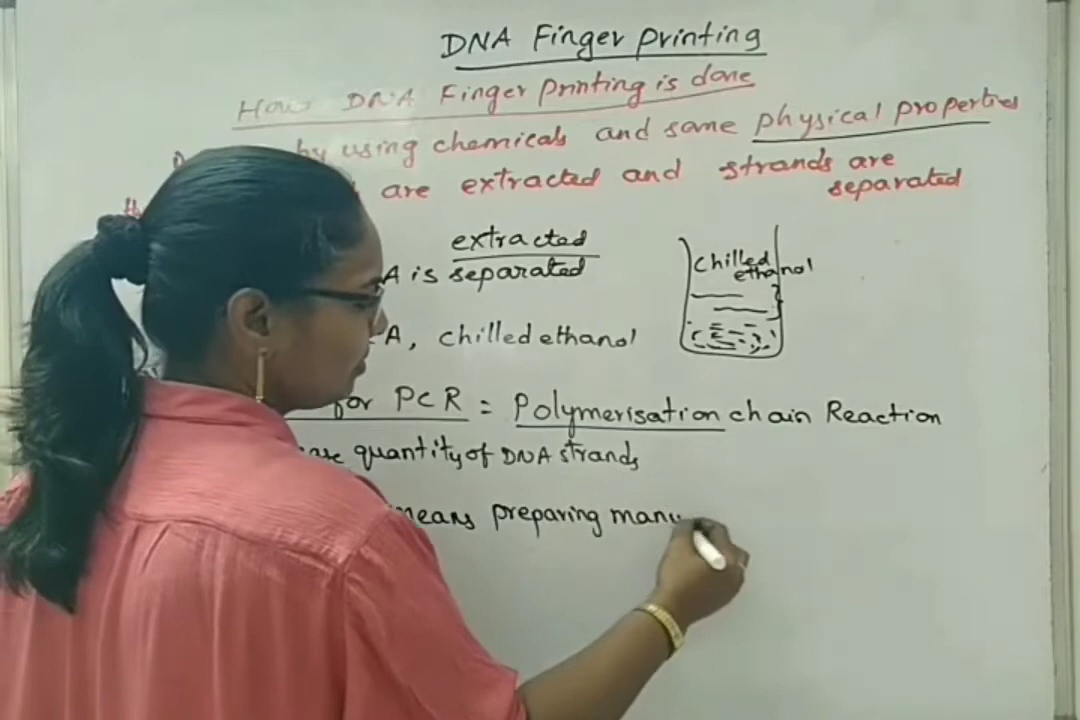 DNA Finger printing
How DNA Finger printing is done
by using chemicals and some physical properties
are extracted and strands are
separated
extracted
A is separated
A, chilled ethanol
chilled
ethanol
for PCR = Polymerisation chain Reaction
quantity of DNA strands
means preparing many